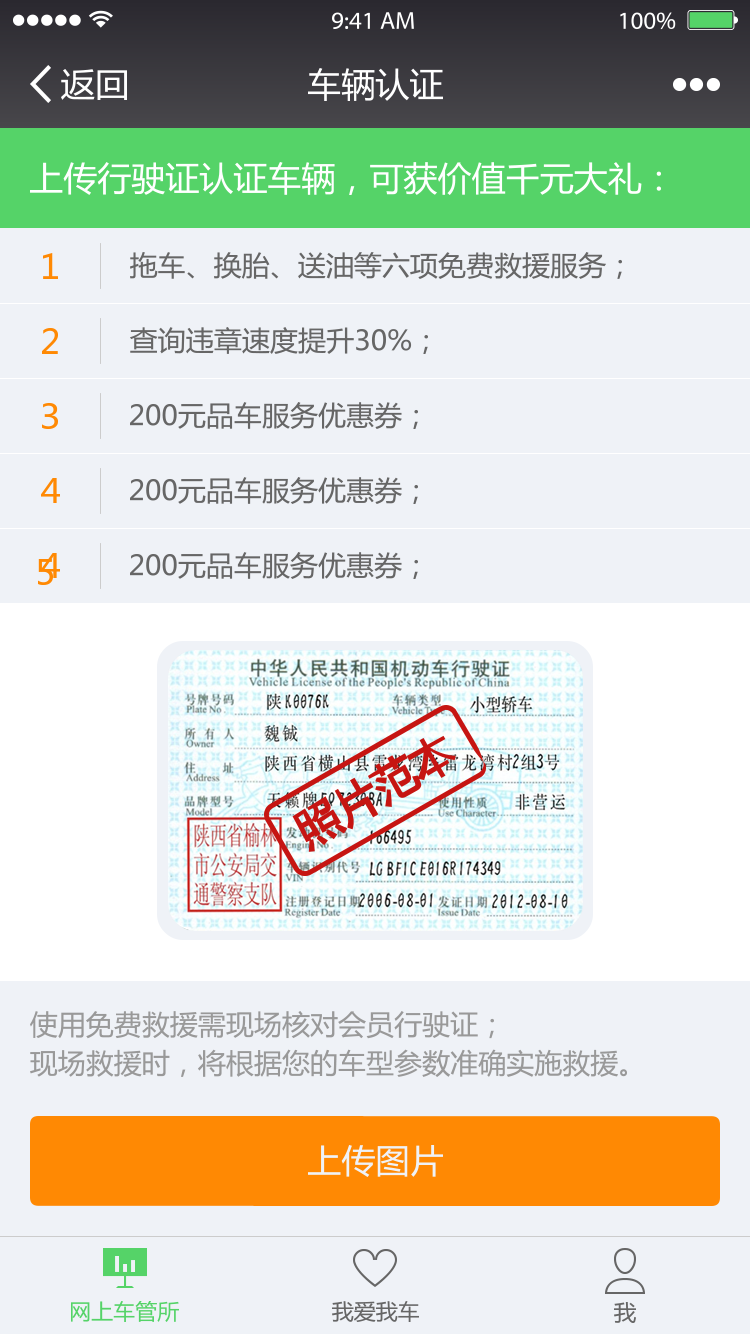 9:41 AM 100%
返回 车辆认证
上传行驶证认证车辆，可获价值千元大礼：
1 拖车、换胎、送油等六项免费救援服务；
2 查询违章速度提升30%；
3 200元品车服务优惠券；
4 200元品车服务优惠券；
5 200元品车服务优惠券；
中华人民共和国机动车行驶证
Vehicle License of the People's Republic of China
号牌号码 陕K0076K 车辆类型 小型轿车
Plate No. Vehicle Type
所有人 魏铖
Owner
住址 陕西省横山县雷龙湾乡雷龙湾村2组3号
Address
照片范本
品牌型号 天籁牌 使用性质 非营运
Model Use Character
陕西省榆林
市公安局交
通警察支队
Engine No 166495
车辆识别代号 LGBF1CE016R174349
VIN
注册登记日期 2006-08-01 发证日期 2012-08-10
Register Date Issue Date
使用免费救援需现场核对会员行驶证；
现场救援时，将根据您的车型参数准确实施救援。
上传图片
网上车管所 我爱我车 我